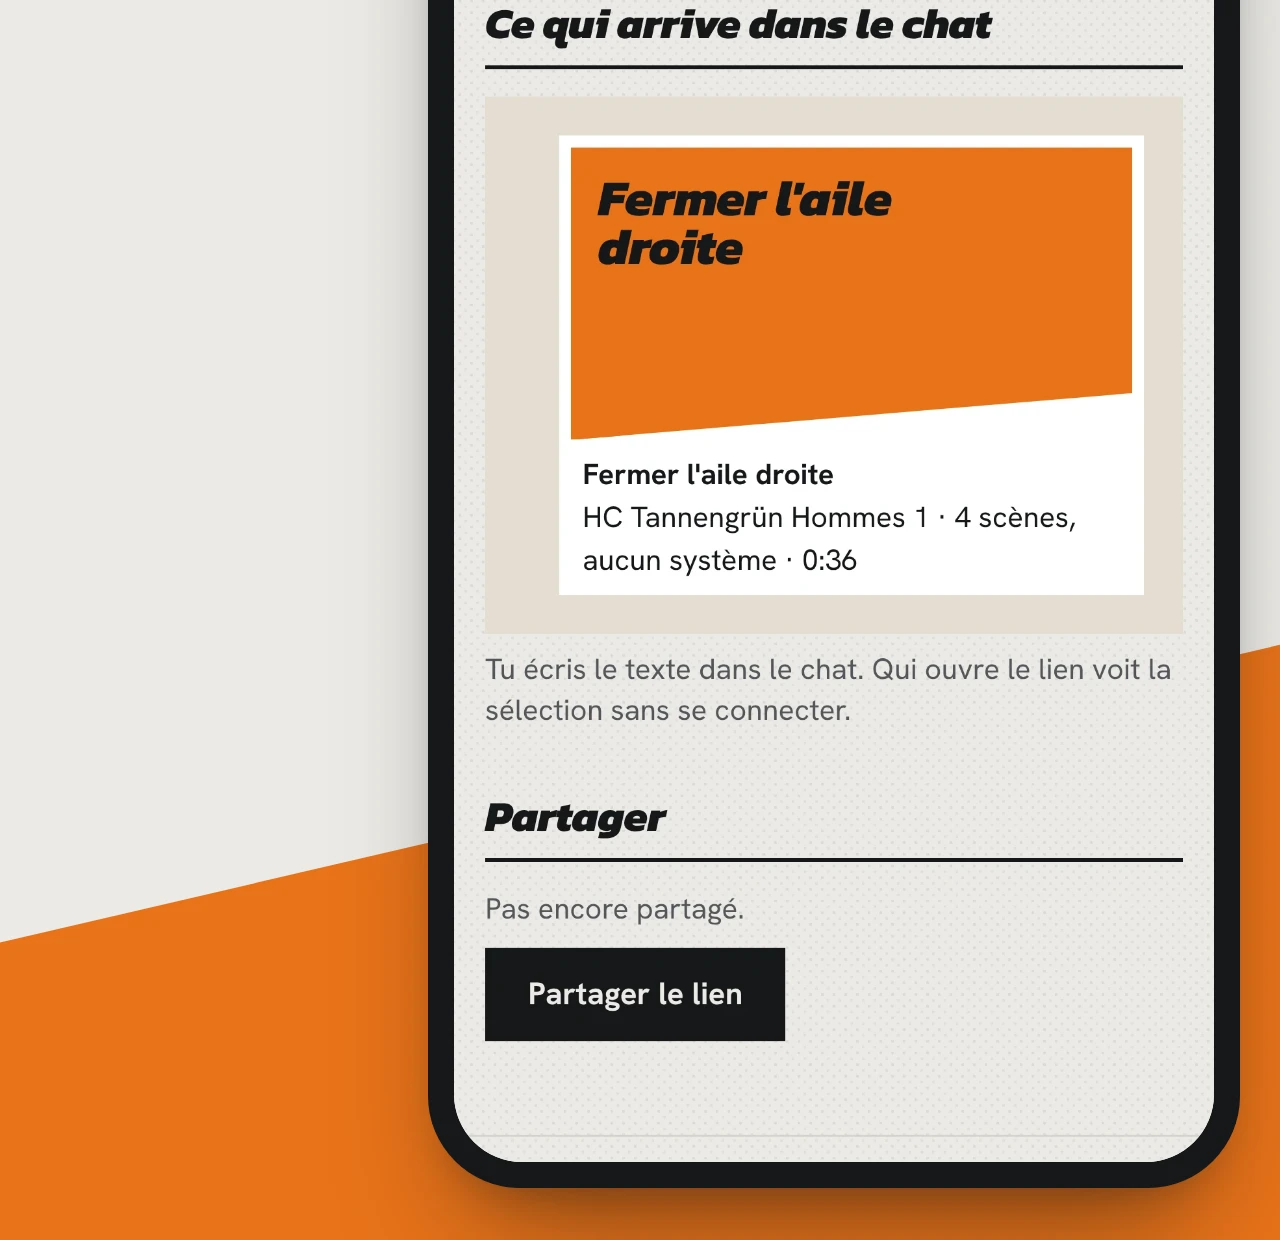 Ce qui arrive dans le chat
Fermer l'aile
droite
Fermer l'aile droite
HC Tannengrün Hommes 1 · 4 scènes,
aucun système · 0:36
Tu écris le texte dans le chat. Qui ouvre le lien voit la
sélection sans se connecter.
Partager
Pas encore partagé.
Partager le lien